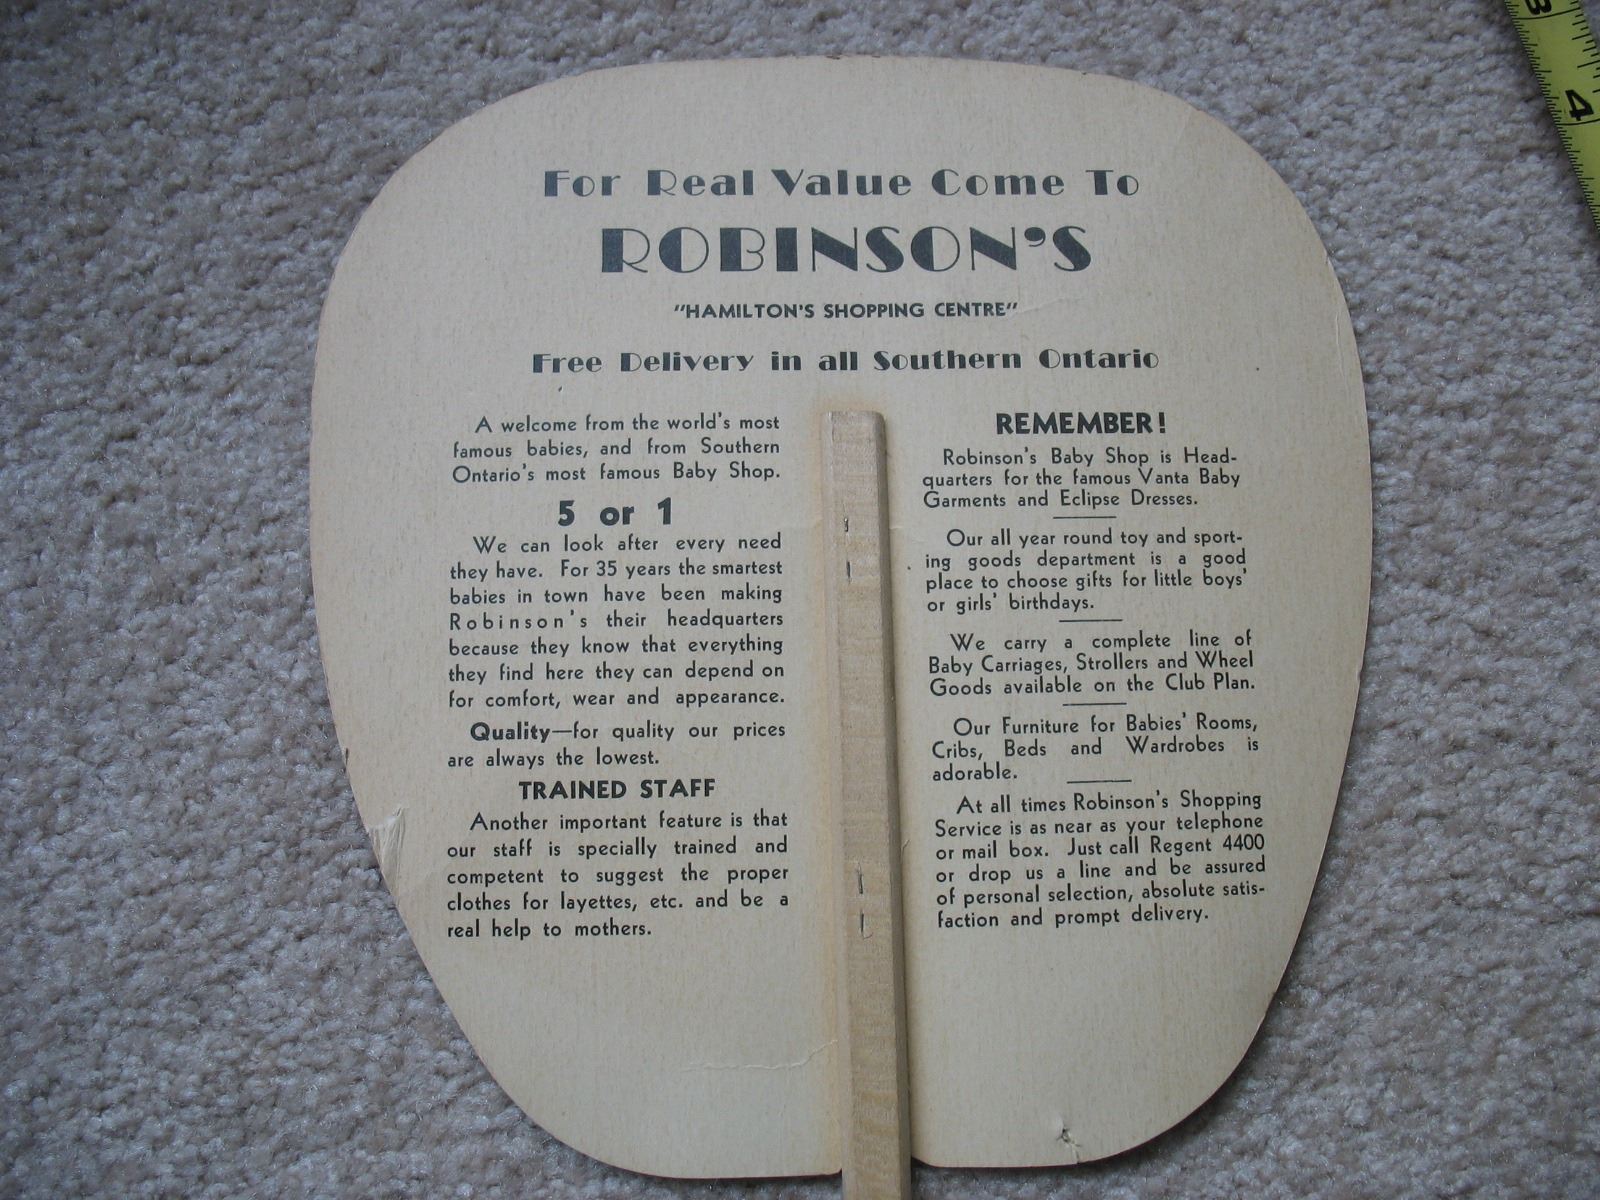 For Real Value Come To
ROBINSON'S
"HAMILTON'S SHOPPING CENTRE"
Free Delivery in all Southern Ontario
A welcome from the world's most
famous babies, and from Southern
Ontario's most famous Baby Shop.
5 or 1
We can look after every need
they have. For 35 years the smartest
babies in town have been making
Robinson's their headquarters
because they know that everything
they find here they can depend on
for comfort, wear and appearance.
Quality—for quality our prices
are always the lowest.
TRAINED STAFF
Another important feature is that
our staff is specially trained and
competent to suggest the proper
clothes for layettes, etc. and be a
real help to mothers.
REMEMBER!
Robinson's Baby Shop is Head-
quarters for the famous Vanta Baby
Garments and Eclipse Dresses.
Our all year round toy and sport-
ing goods department is a good
place to choose gifts for little boys'
or girls' birthdays.
We carry a complete line of
Baby Carriages, Strollers and Wheel
Goods available on the Club Plan.
Our Furniture for Babies' Rooms,
Cribs, Beds and Wardrobes is
adorable.
At all times Robinson's Shopping
Service is as near as your telephone
or mail box. Just call Regent 4400
or drop us a line and be assured
of personal selection, absolute satis-
faction and prompt delivery.
3
4